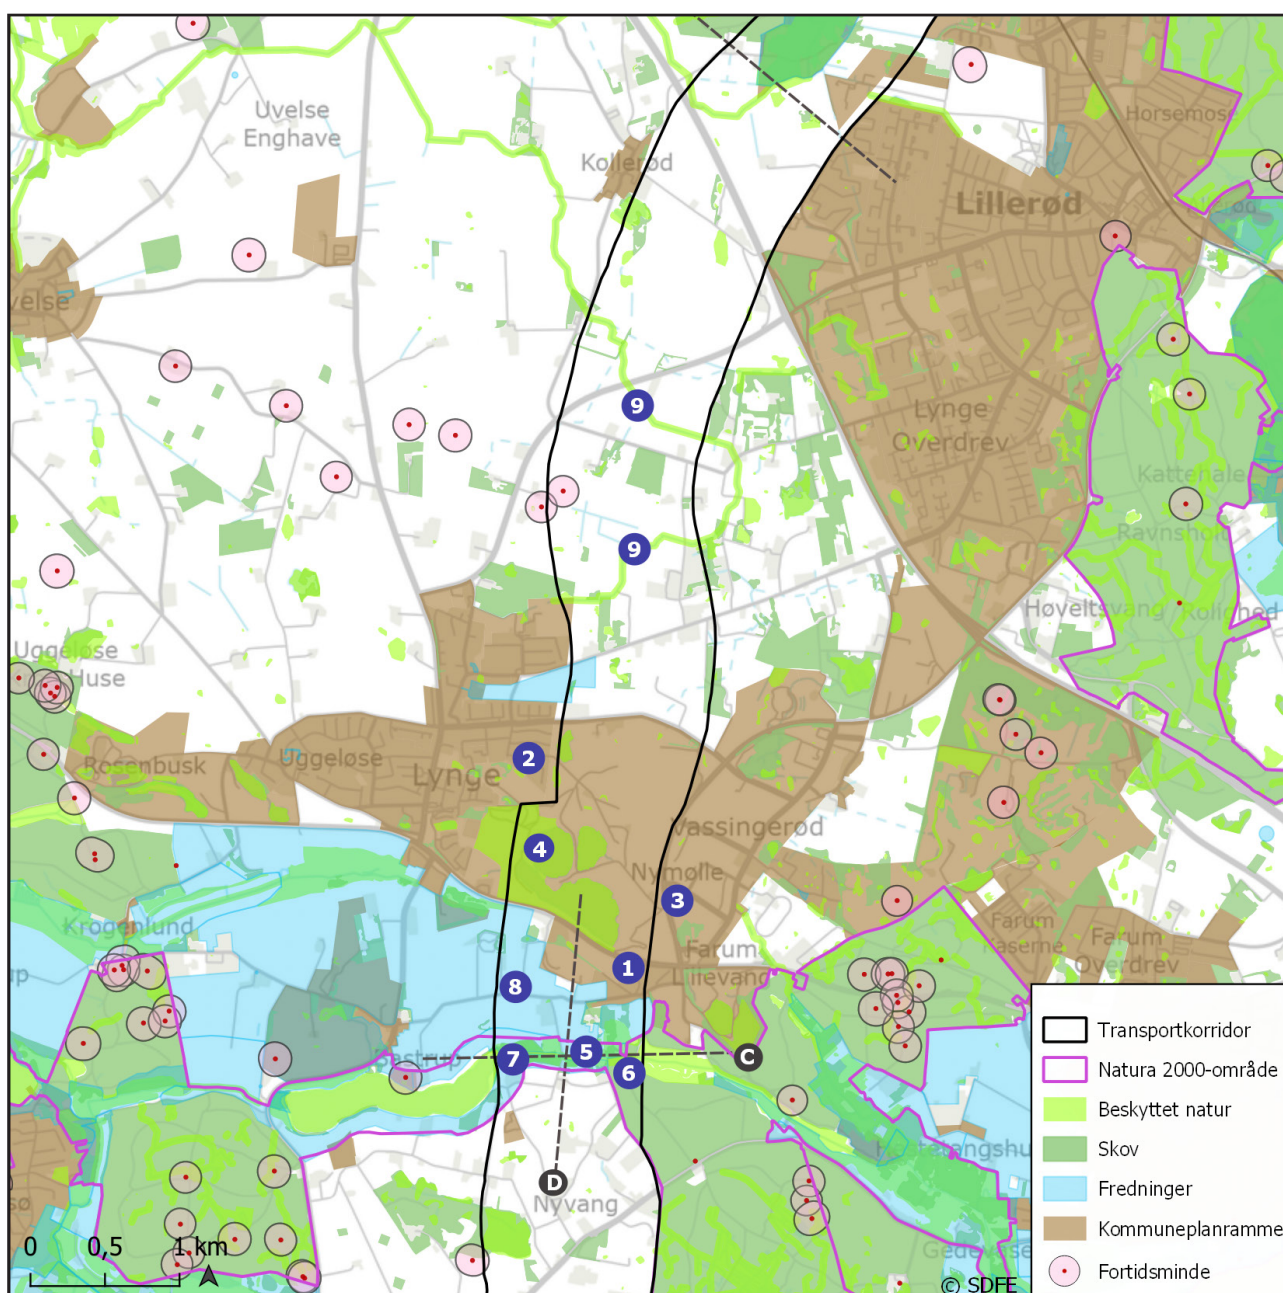 Uvelse
Enghave
Kollerød
Horsemose
Lillerød
Lynge
Overdrev
Kattehale
Ravnsholt
9
9
Høveltsvang
Rolighed
Uggeløse
Huse
Rosenbusk
Uggeløse
Lynge
2
Vassingerød
4
Nymølle
3
Krogenlund
Farum
Kaserne
Farum
Overdrev
Farum
Lillevang
1
8
Bastrup
7
5
6
C
D
Nyvang
0
0,5
1 km
Transportkorridor
Natura 2000-område
Beskyttet natur
Skov
Fredninger
Kommuneplanramme
Fortidsminde
© SDFE